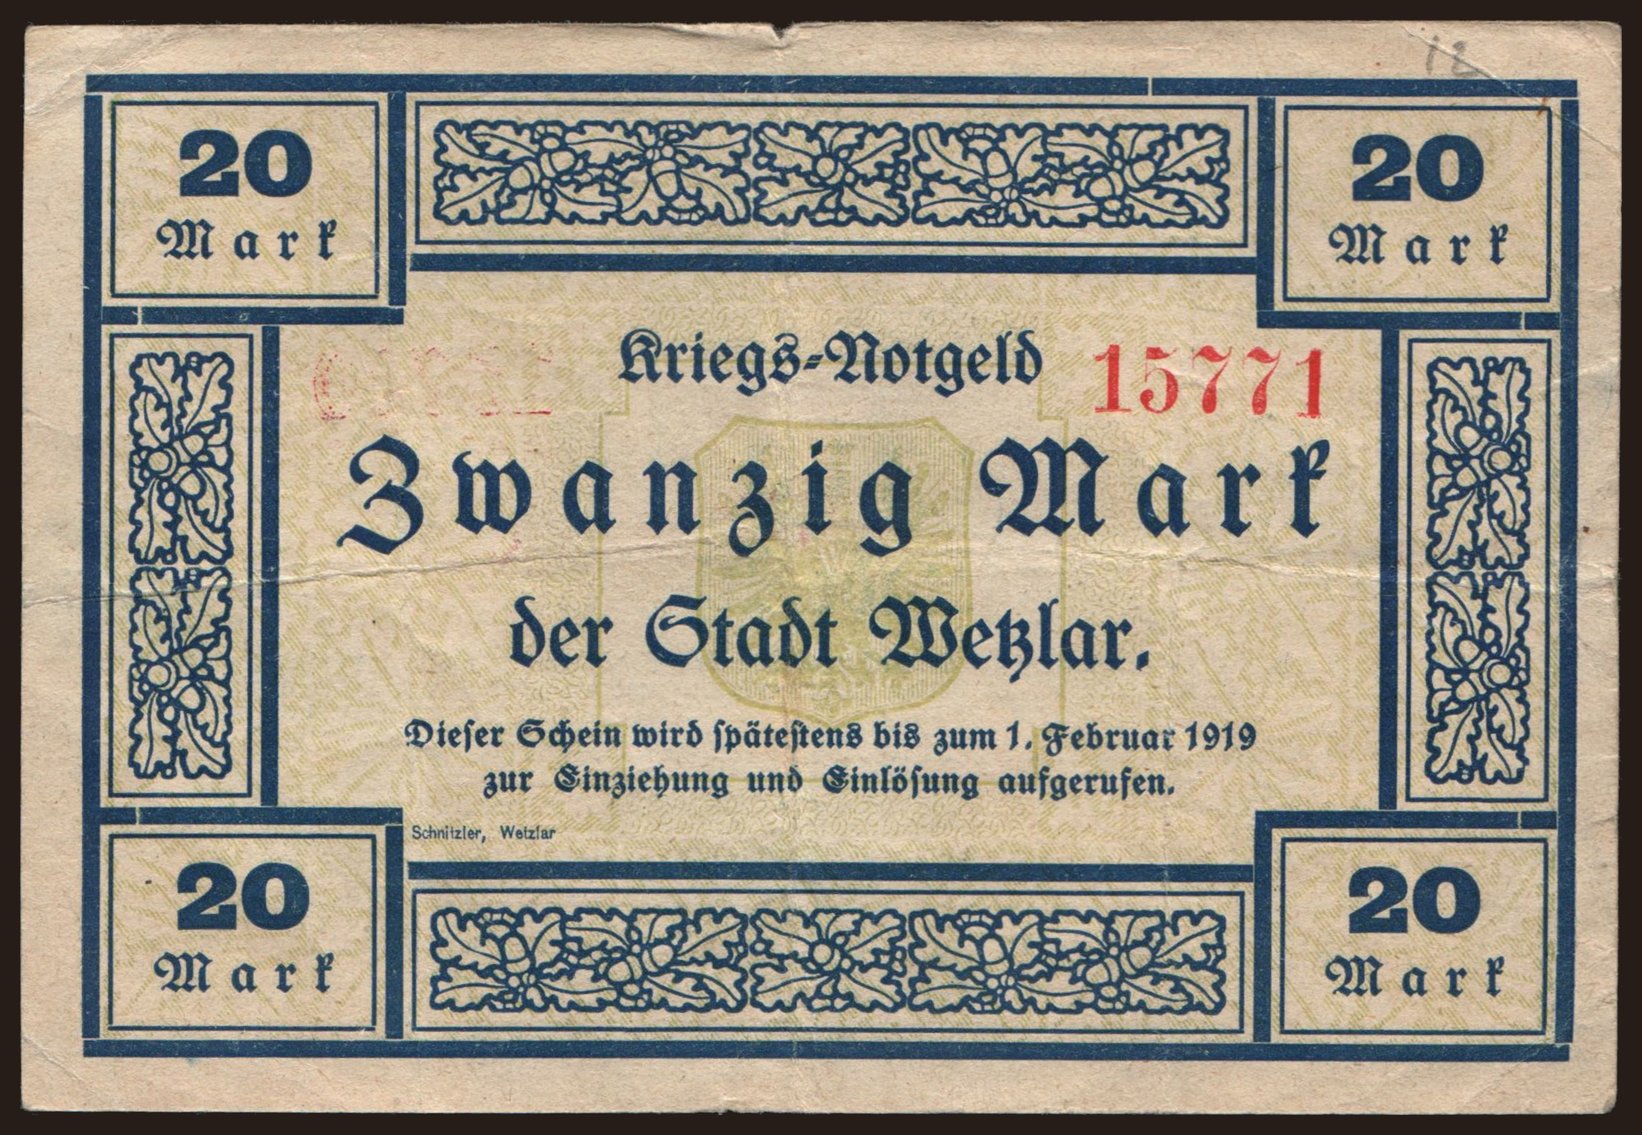 12
20
Mark
20
Mark
Kriegs-Notgeld
15771
Zwanzig Mark
der Stadt Wetzlar.
Dieser Schein wird spätestens bis zum 1. Februar 1919
zur Einziehung und Einlösung aufgerufen.
Schnitzler, Wetzlar
20
Mark
20
Mark